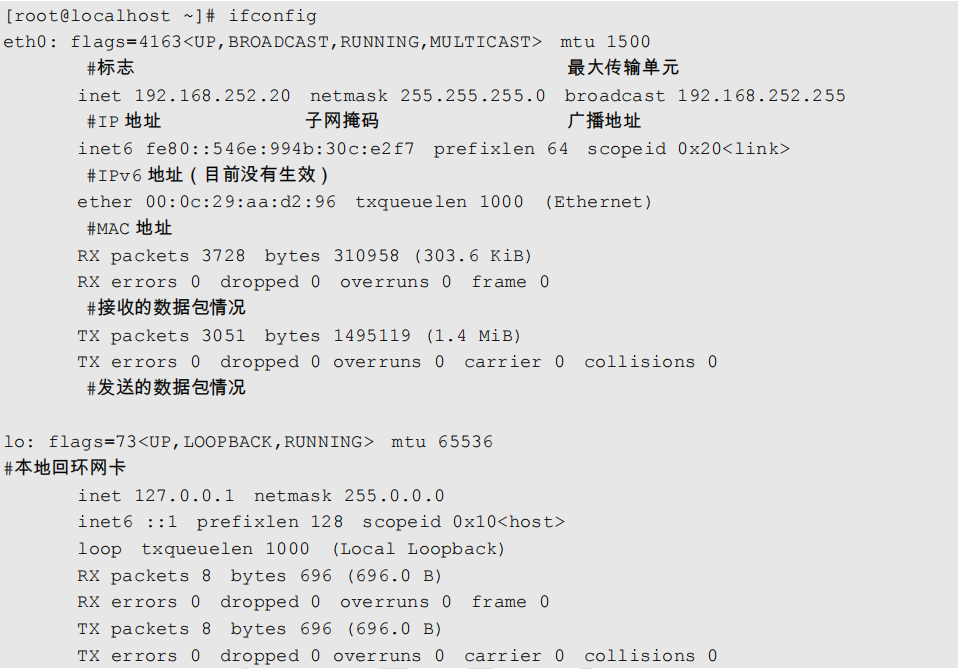 [root@localhost ~]# ifconfig
eth0: flags=4163<UP,BROADCAST,RUNNING,MULTICAST> mtu 1500
#标志 最大传输单元
inet 192.168.252.20 netmask 255.255.255.0 broadcast 192.168.252.255
#IP 地址 子网掩码 广播地址
inet6 fe80::546e:994b:30c:e2f7 prefixlen 64 scopeid 0x20<link>
#IPv6 地址（目前没有生效）
ether 00:0c:29:aa:d2:96 txqueuelen 1000 (Ethernet)
#MAC 地址
RX packets 3728 bytes 310958 (303.6 KiB)
RX errors 0 dropped 0 overruns 0 frame 0
#接收的数据包情况
TX packets 3051 bytes 1495119 (1.4 MiB)
TX errors 0 dropped 0 overruns 0 carrier 0 collisions 0
#发送的数据包情况
lo: flags=73<UP,LOOPBACK,RUNNING> mtu 65536
#本地回环网卡
inet 127.0.0.1 netmask 255.0.0.0
inet6 ::1 prefixlen 128 scopeid 0x10<host>
loop txqueuelen 1000 (Local Loopback)
RX packets 8 bytes 696 (696.0 B)
RX errors 0 dropped 0 overruns 0 frame 0
TX packets 8 bytes 696 (696.0 B)
TX errors 0 dropped 0 overruns 0 carrier 0 collisions 0